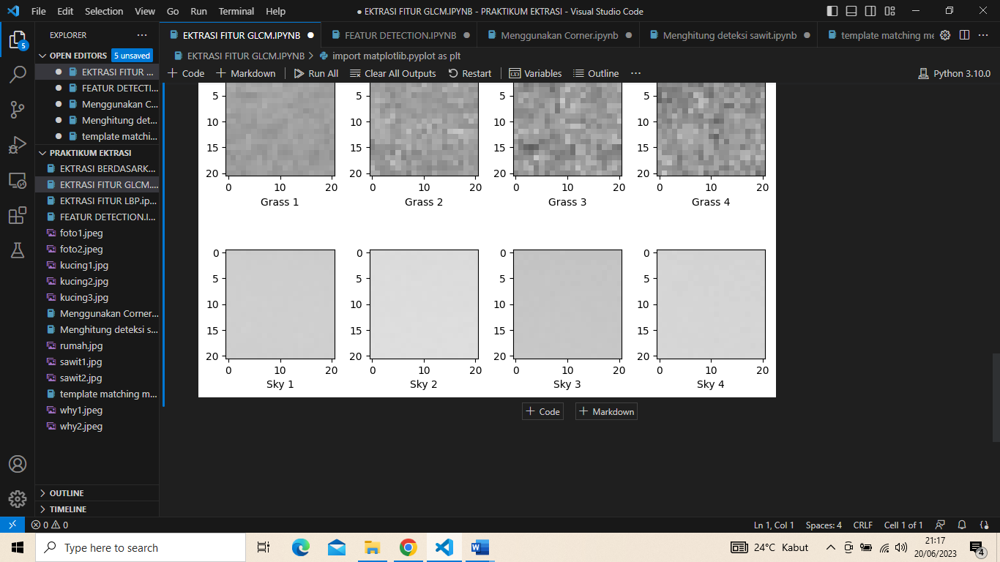 File Edit Selection View Go Run Terminal Help
● EKTRASI FITUR GLCM.IPYNB - PRAKTIKUM EKTRASI - Visual Studio Code
EXPLORER
EKTRASI FITUR GLCM.IPYNB ● FEATUR DETECTION.IPYNB ● Menggunakan Corner.ipynb ● Menghitung deteksi sawit.ipynb ● template matching me
OPEN EDITORS 5 unsaved
EKTRASI FITUR GLCM.IPYNB > import matplotlib.pyplot as plt
+ Code + Markdown Run All Clear All Outputs Restart Variables Outline ... Python 3.10.0
5
● EKTRASI FITUR ...
● FEATUR DETECTI...
● Menggunakan C...
● Menghitung det...
● template matchi...
PRAKTIKUM EKTRASI
EKTRASI BERDASARK...
EKTRASI FITUR GLCM....
EKTRASI FITUR LBP.ip...
FEATUR DETECTION.I...
foto1.jpeg
foto2.jpeg
kucing1.jpg
kucing2.jpg
kucing3.jpg
Menggunakan Corner...
Menghitung deteksi s...
rumah.jpg
sawit1.jpg
sawit2.jpg
template matching m...
why1.jpeg
why2.jpeg
OUTLINE
TIMELINE
5 5 5 5
10 10 10 10
15 15 15 15
20 20 20 20
0 10 20 0 10 20 0 10 20 0 10 20
Grass 1 Grass 2 Grass 3 Grass 4
0 0 0 0
5 5 5 5
10 10 10 10
15 15 15 15
20 20 20 20
0 10 20 0 10 20 0 10 20 0 10 20
Sky 1 Sky 2 Sky 3 Sky 4
+ Code + Markdown
0 0 Ln 1, Col 1 Spaces: 4 CRLF Cell 1 of 1
Type here to search
24°C Kabut
21:17
20/06/2023
4